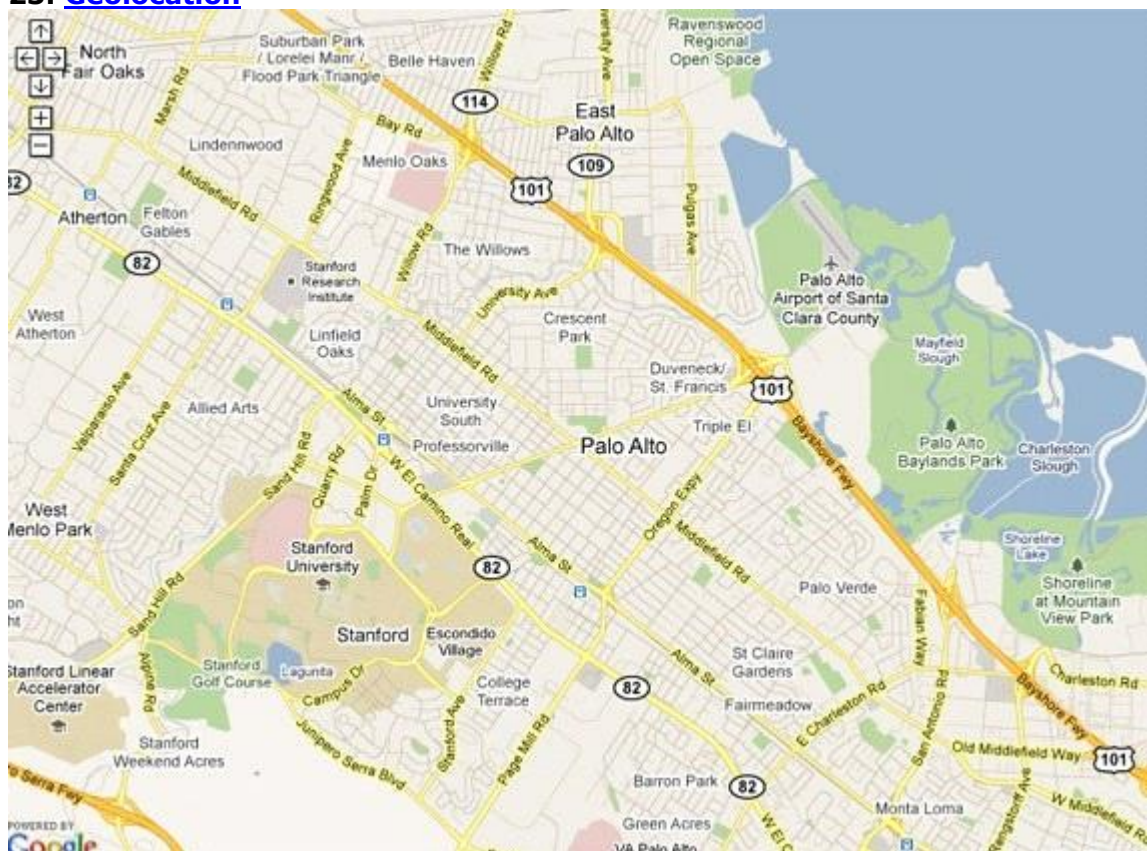 25. Geolocation
North
Fair Oaks
Suburban Park
/ Lorelei Manr /
Flood Park Triangle
Belle Haven
Willow Rd
versity Ave
Ravenswood
Regional
Open Space
Marsh Rd
114
East
Palo Alto
Bay Rd
Lindennwood
Menlo Oaks
109
101
82
Middlefield Rd
Ringwood Ave
Pulgas Ave
Atherton
Felton
Gables
Willow Rd
The Willows
82
Stanford
Research
Institute
University Ave
Palo Alto
Airport of Santa
Clara County
West
Atherton
Linfield
Oaks
Crescent
Park
Middlefield Rd
Mayfield
Slough
Duveneck/
St. Francis
101
Valparaiso Ave
Santa Cruz Ave
Allied Arts
Alma St
University
South
Professorville
Triple El
Palo Alto
Bayshore Fwy
Palo Alto
Baylands Park
Charleston
Slough
Sand Hill Rd
Quarry Rd
Palm Dr
W El Camino Real
Oregon Expy
West
Menlo Park
Stanford
University
82
Alma St
Middlefield Rd
Shoreline
Lake
Palo Verde
Shoreline
at Mountain
View Park
Sand Hill Rd
Fabian Way
Stanford
Escondido
Village
Stanford Linear
Accelerator
Center
Stanford
Golf Course
Lagunita
Campus Dr
College
Terrace
82
Alma St
St Claire
Gardens
Fairmeadow
E Charleston Rd
San Antonio Rd
Bayshore Fwy
Charleston Rd
Alpine Rd
Stanford
Weekend Acres
Junipero Serra Blvd
Stanford Ave
Page Mill Rd
Old Middlefield Way
101
o Serra Fwy
Barron Park
82
Monta Loma
Rengstorff Ave
W Middlefield Rd
Green Acres
W El C
VA Palo Alto
POWERED BY
Google